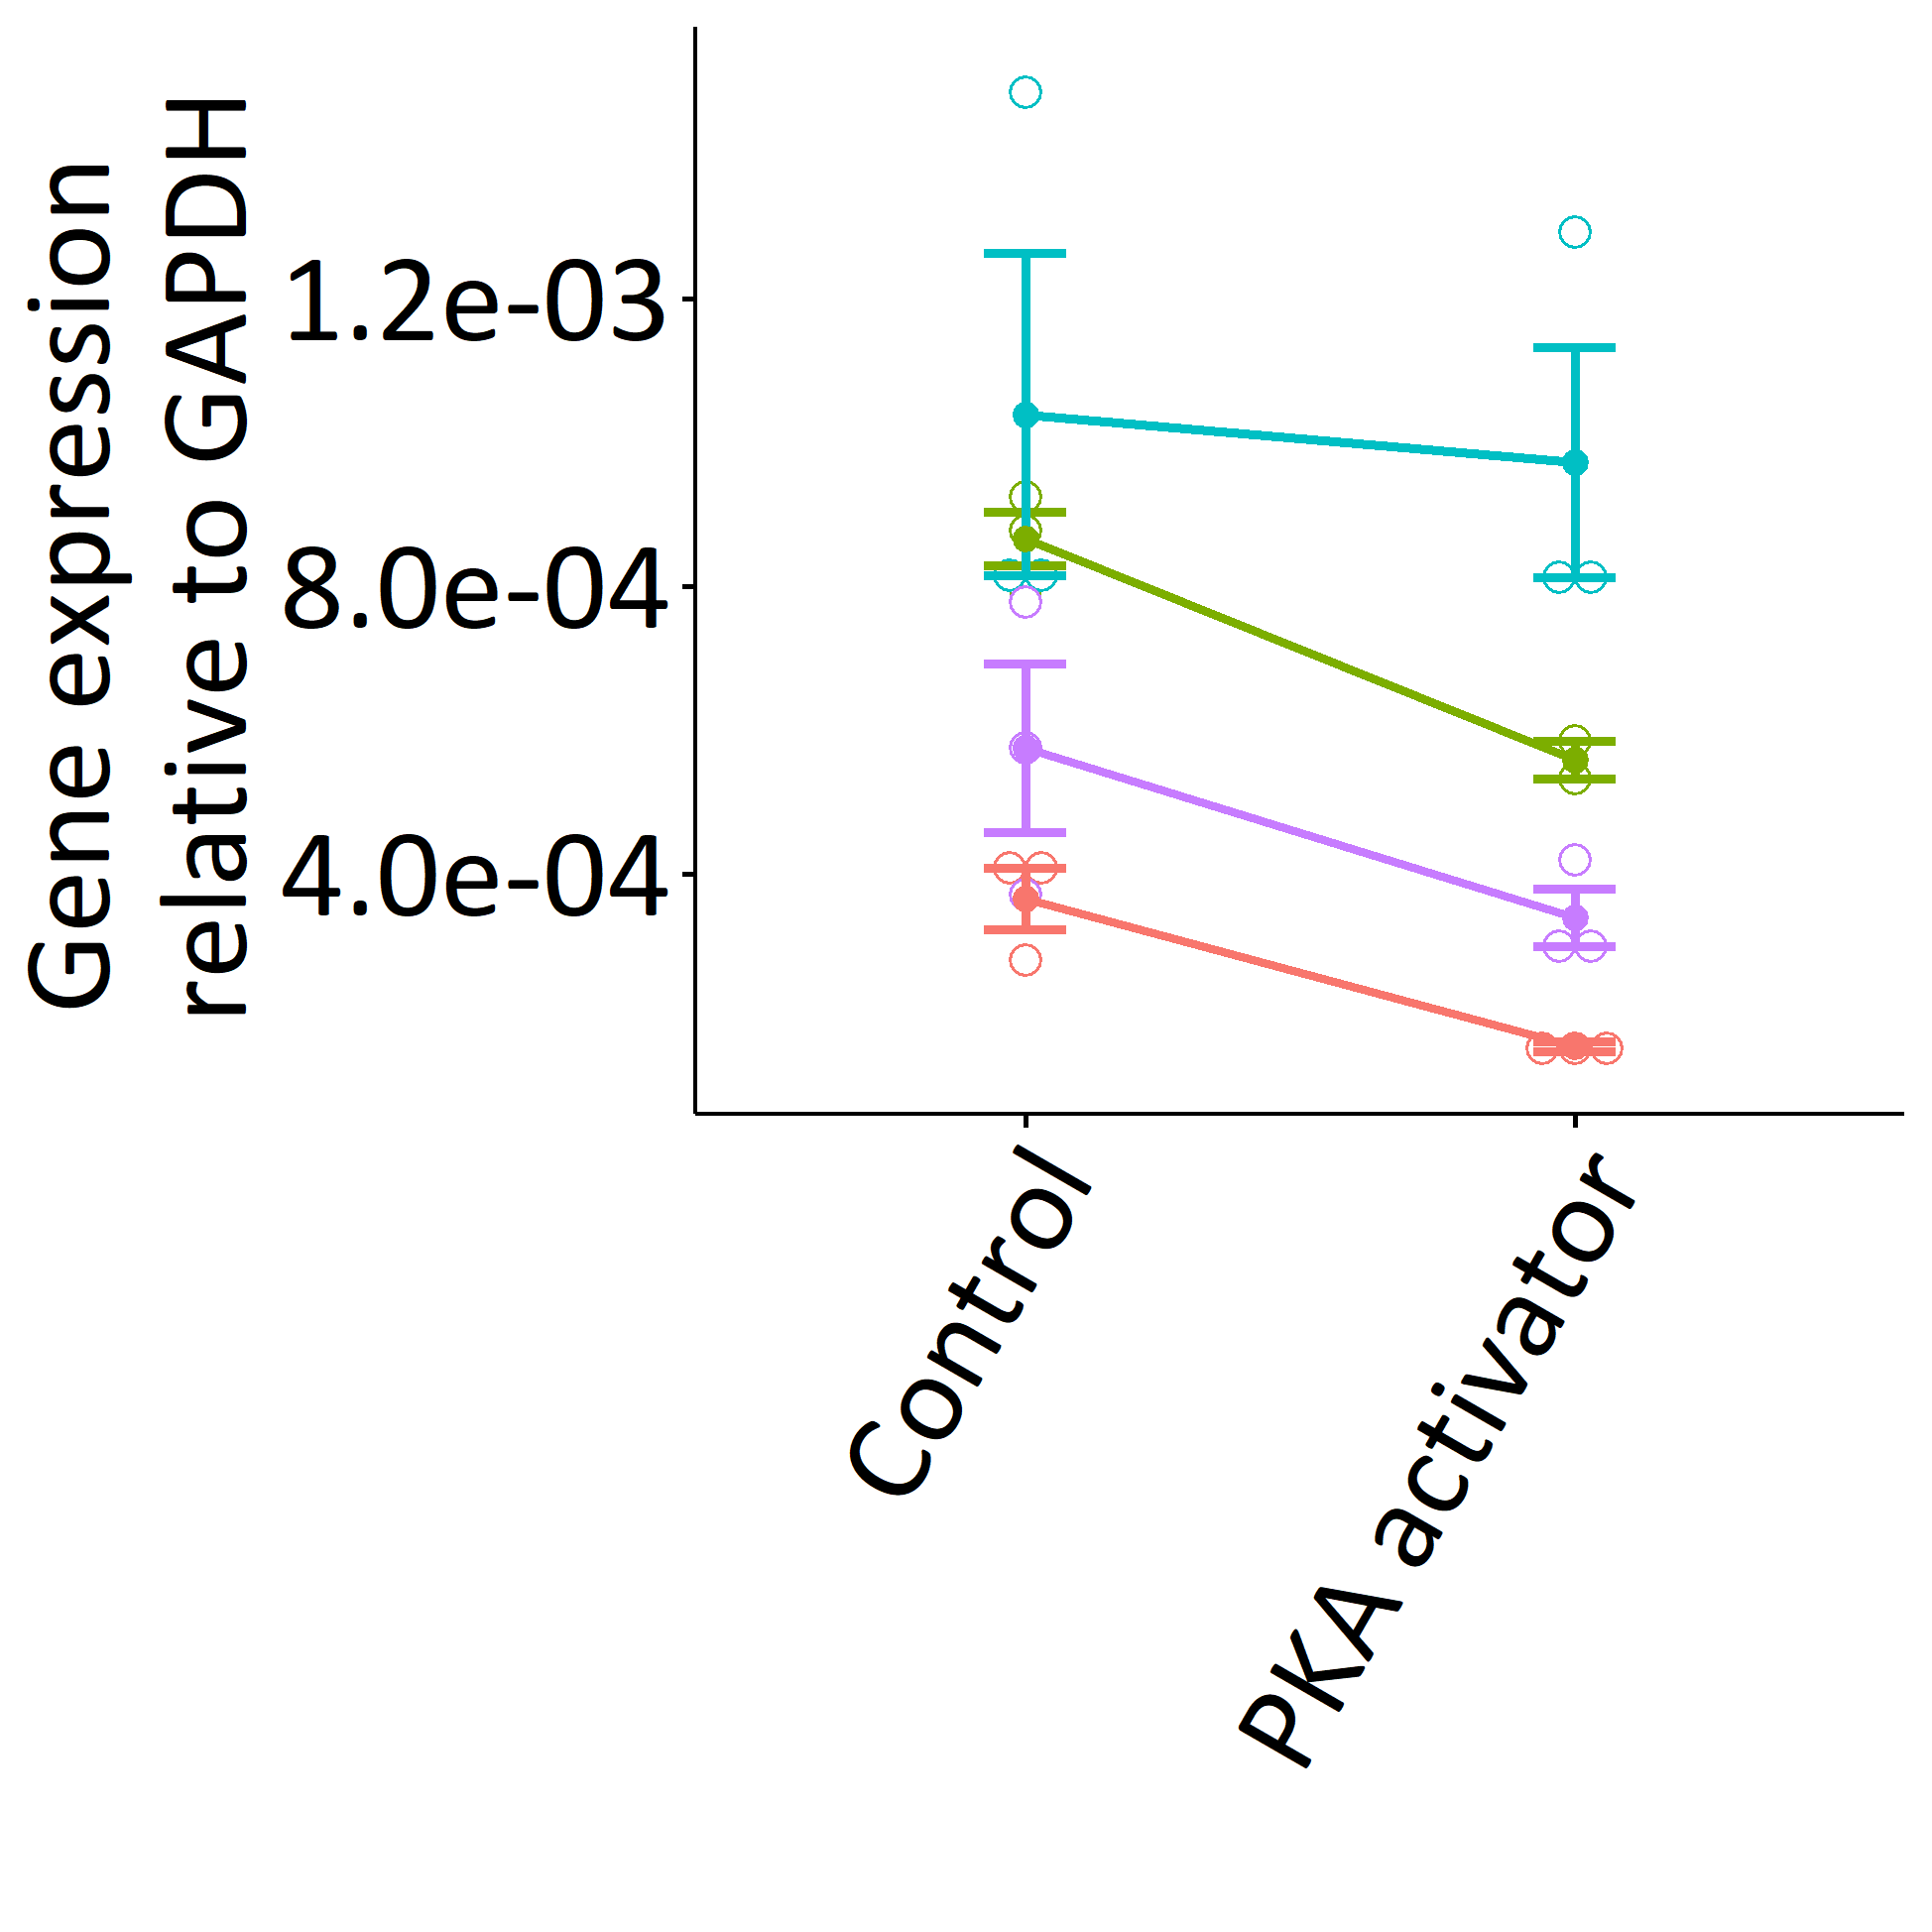 Gene expression
relative to GAPDH
1.2e-03
8.0e-04
4.0e-04
Control
PKA activator